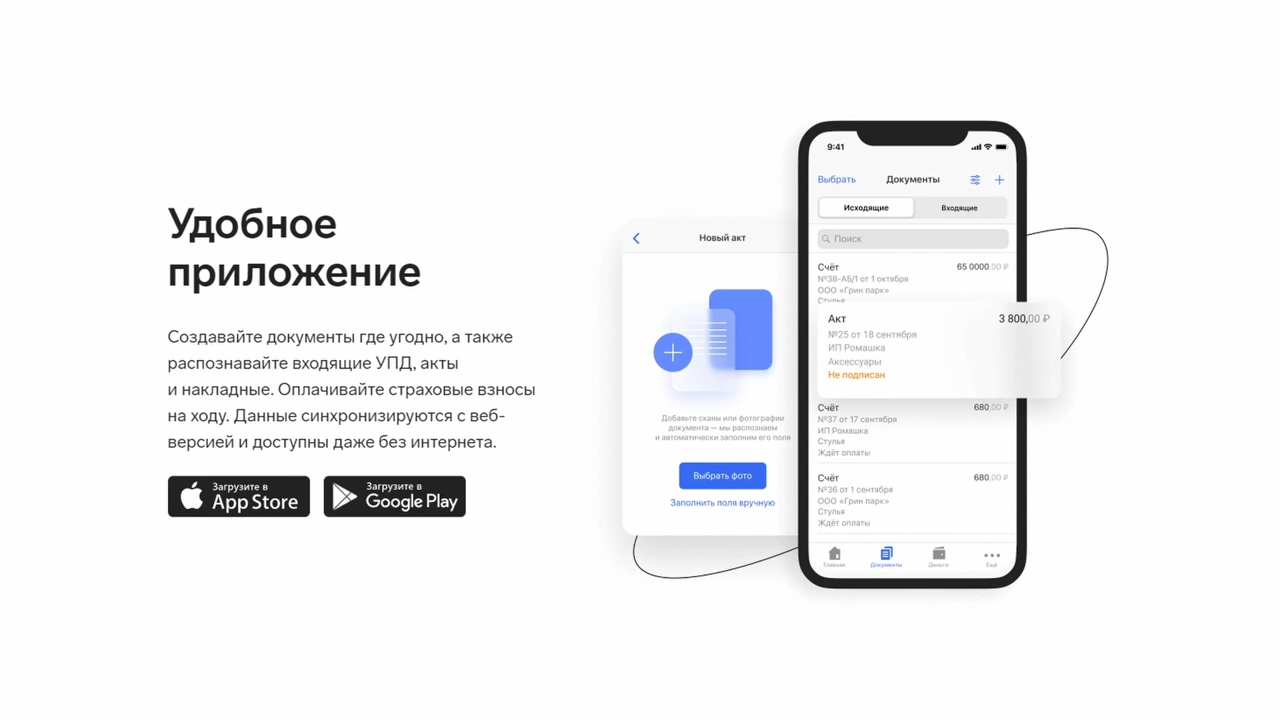 Удобное
приложение
Создавайте документы где угодно, а также
распознавайте входящие УПД, акты
и накладные. Оплачивайте страховые взносы
на ходу. Данные синхронизируются с веб-
версией и доступны даже без интернета.
Загрузите в
App Store
Загрузите в
Google Play
Новый акт
Добавьте сканы или фотографии
документа — мы распознаем
и автоматически заполним его поля
Выбрать фото
Заполнить поля вручную
9:41
Выбрать Документы
Исходящие Входящие
Поиск
Счёт 65 0000,00 ₽
№38-АБ/1 от 1 октября
ООО «Грин парк»
Стулья
Акт 3 800,00 ₽
№25 от 18 сентября
ИП Ромашка
Аксессуары
Не подписан
Счёт 680,00 ₽
№37 от 17 сентября
ИП Ромашка
Стулья
Ждёт оплаты
Счёт 680,00 ₽
№36 от 1 сентября
ООО «Грин парк»
Стулья
Ждёт оплаты
Главная Документы Деньги Ещё